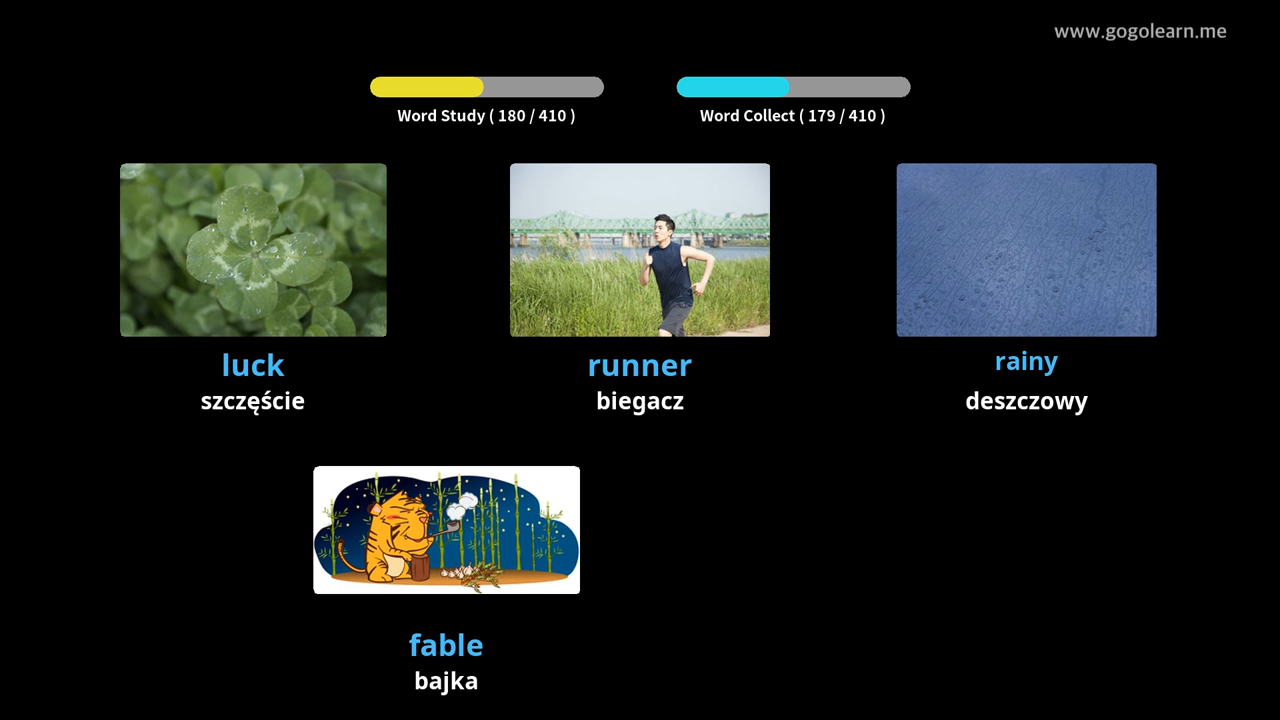 www.gogolearn.me
Word Study ( 180 / 410 )
Word Collect ( 179 / 410 )
luck
szczęście
runner
biegacz
rainy
deszczowy
fable
bajka